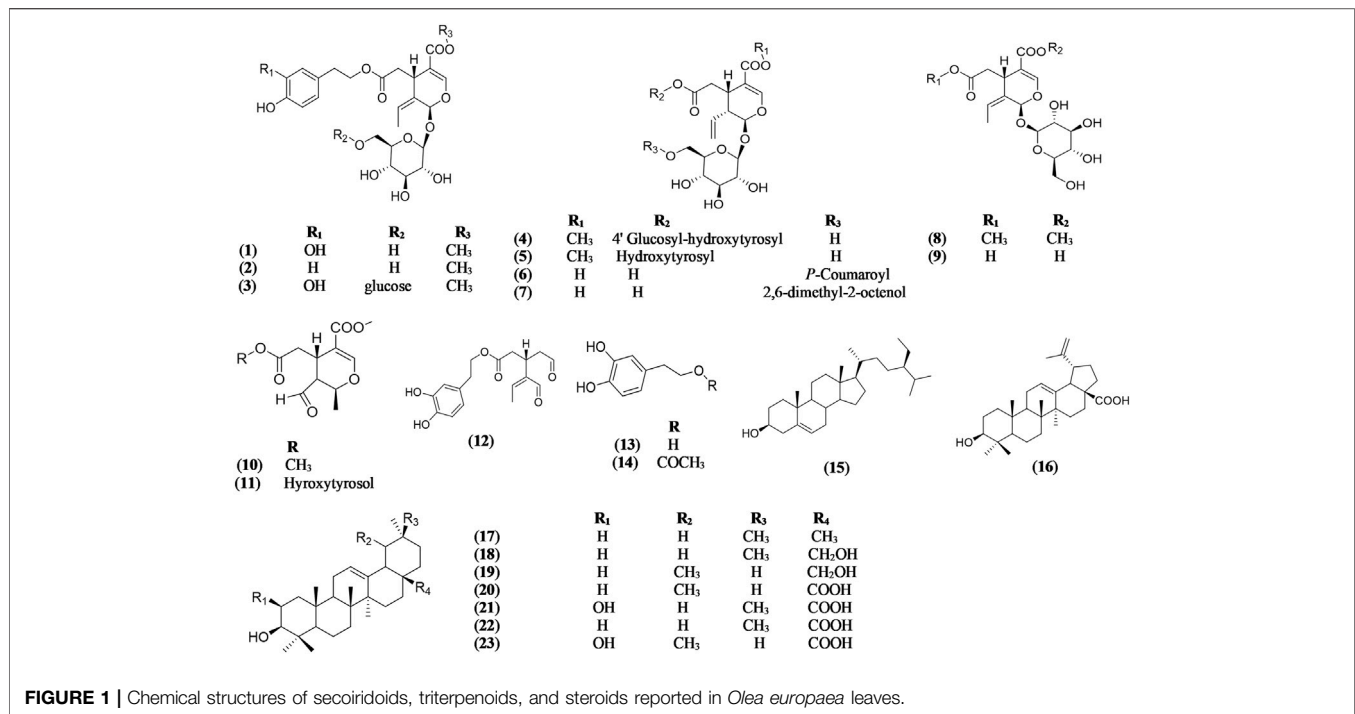 R₃
COO
H
R₁
O
O
O
HO
O
R₂
O
O
HO
OH
HO
R₁ R₂ R₃
(1) OH H CH₃
(2) H H CH₃
(3) OH glucose CH₃
R₁
COO
H
R₂
O
O
O
O
R₃
O
O
HO
OH
HO
R₁ R₂ R₃
(4) CH₃ 4' Glucosyl-hydroxytyrosyl H
(5) CH₃ Hydroxytyrosyl H
(6) H H P-Coumaroyl
(7) H H 2,6-dimethyl-2-octenol
COOR₂
H
R₁
O
O
O
OH
O
OH
O
OH
OH
R₁ R₂
(8) CH₃ CH₃
(9) H H
COO
H
R
O
O
O
H
O
R
(10) CH₃
(11) Hyroxytyrosol
H
O
O
O
HO
O
OH
(12)
HO
HO
O
R
R
(13) H
(14) COCH₃
HO
(15)
COOH
HO
(16)
R₃
R₂
R₄
R₁
HO
R₁ R₂ R₃ R₄
(17) H H CH₃ CH₃
(18) H H CH₃ CH₂OH
(19) H CH₃ H CH₂OH
(20) H CH₃ H COOH
(21) OH H CH₃ COOH
(22) H H CH₃ COOH
(23) OH CH₃ H COOH
FIGURE 1 | Chemical structures of secoiridoids, triterpenoids, and steroids reported in Olea europaea leaves.